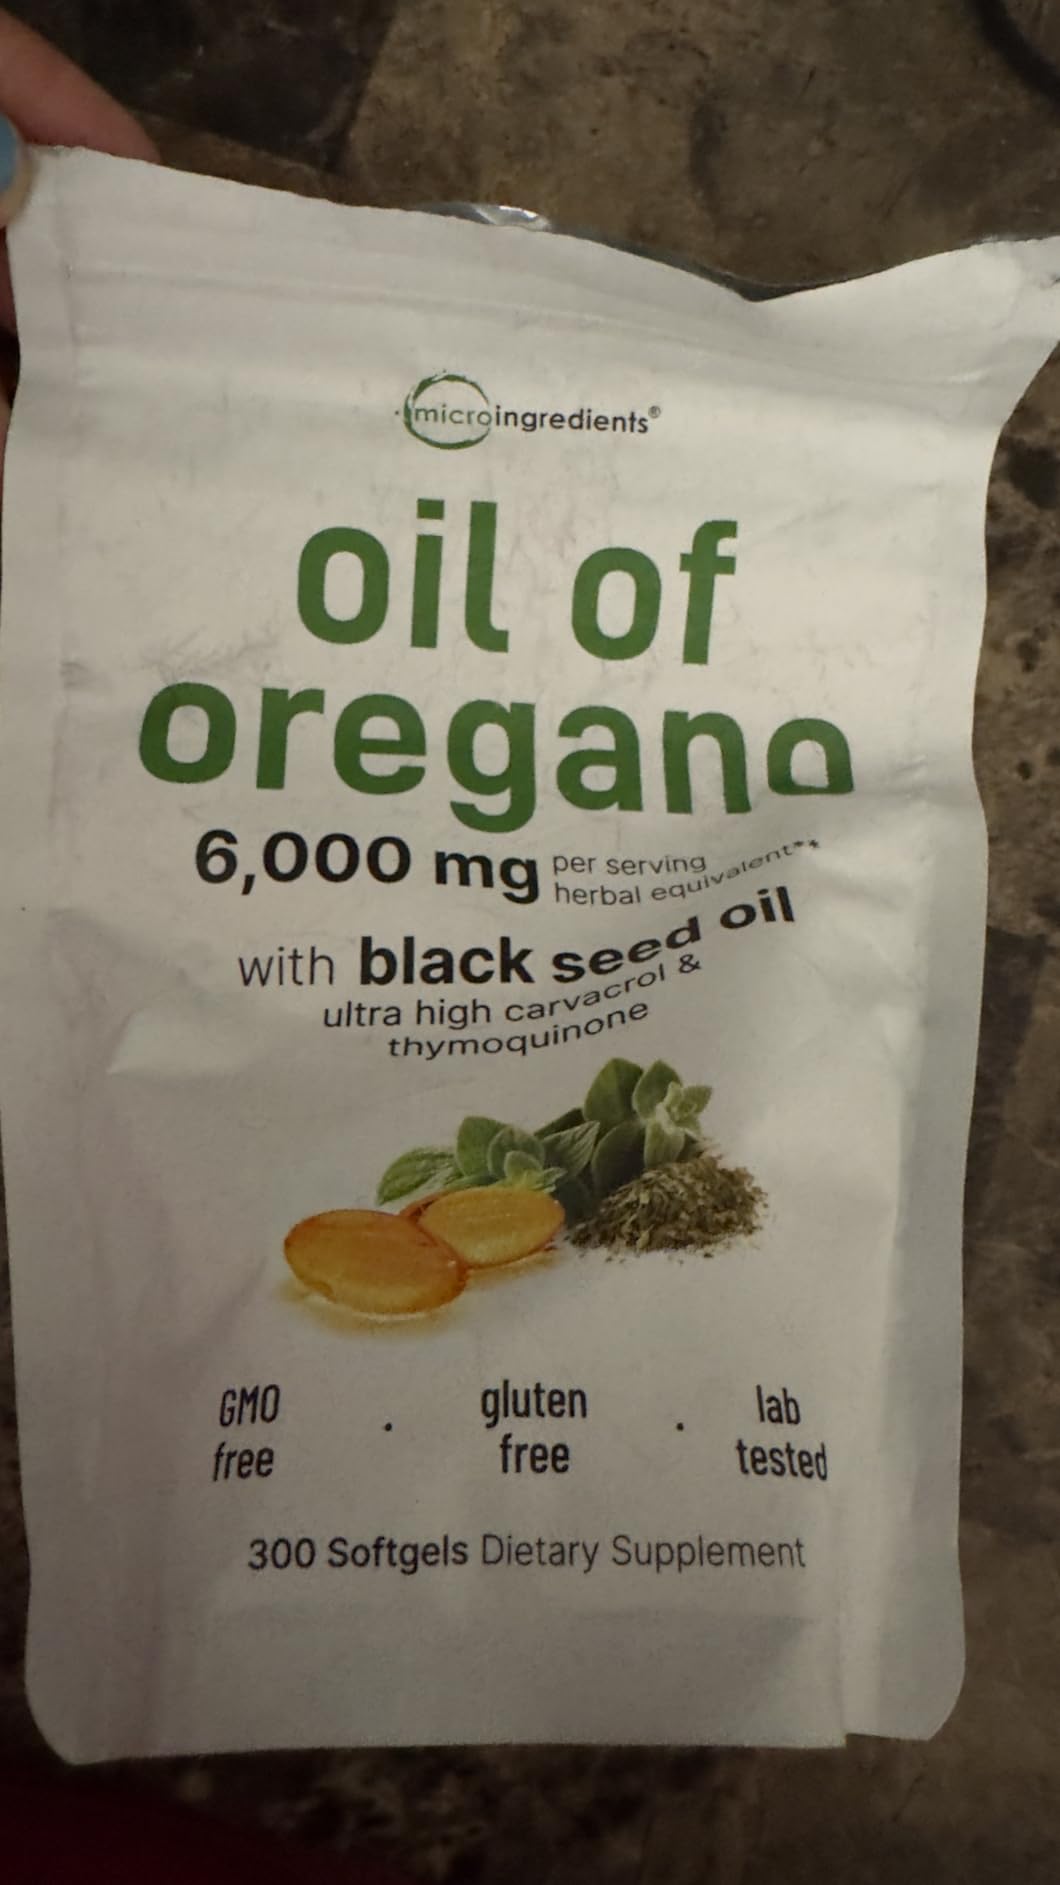 microingredients®
oil of
oregano
6,000 mg per serving
herbal equivalent**
with black seed oil
ultra high carvacrol &
thymoquinone
GMO free . gluten free . lab tested
300 Softgels Dietary Supplement